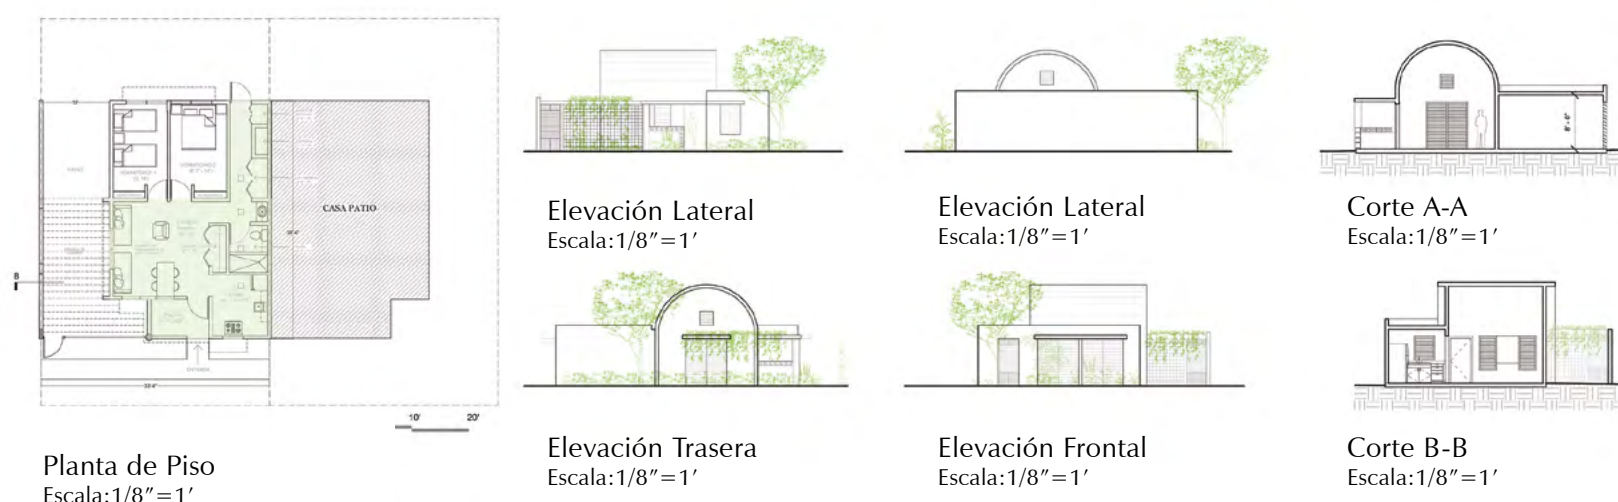 CASA PATIO
B
ENTRADA
10' 20'
Planta de Piso
Escala:1/8”=1’
Elevación Lateral
Escala:1/8”=1’
Elevación Lateral
Escala:1/8”=1’
Corte A-A
Escala:1/8”=1’
Elevación Trasera
Escala:1/8”=1’
Elevación Frontal
Escala:1/8”=1’
Corte B-B
Escala:1/8”=1’